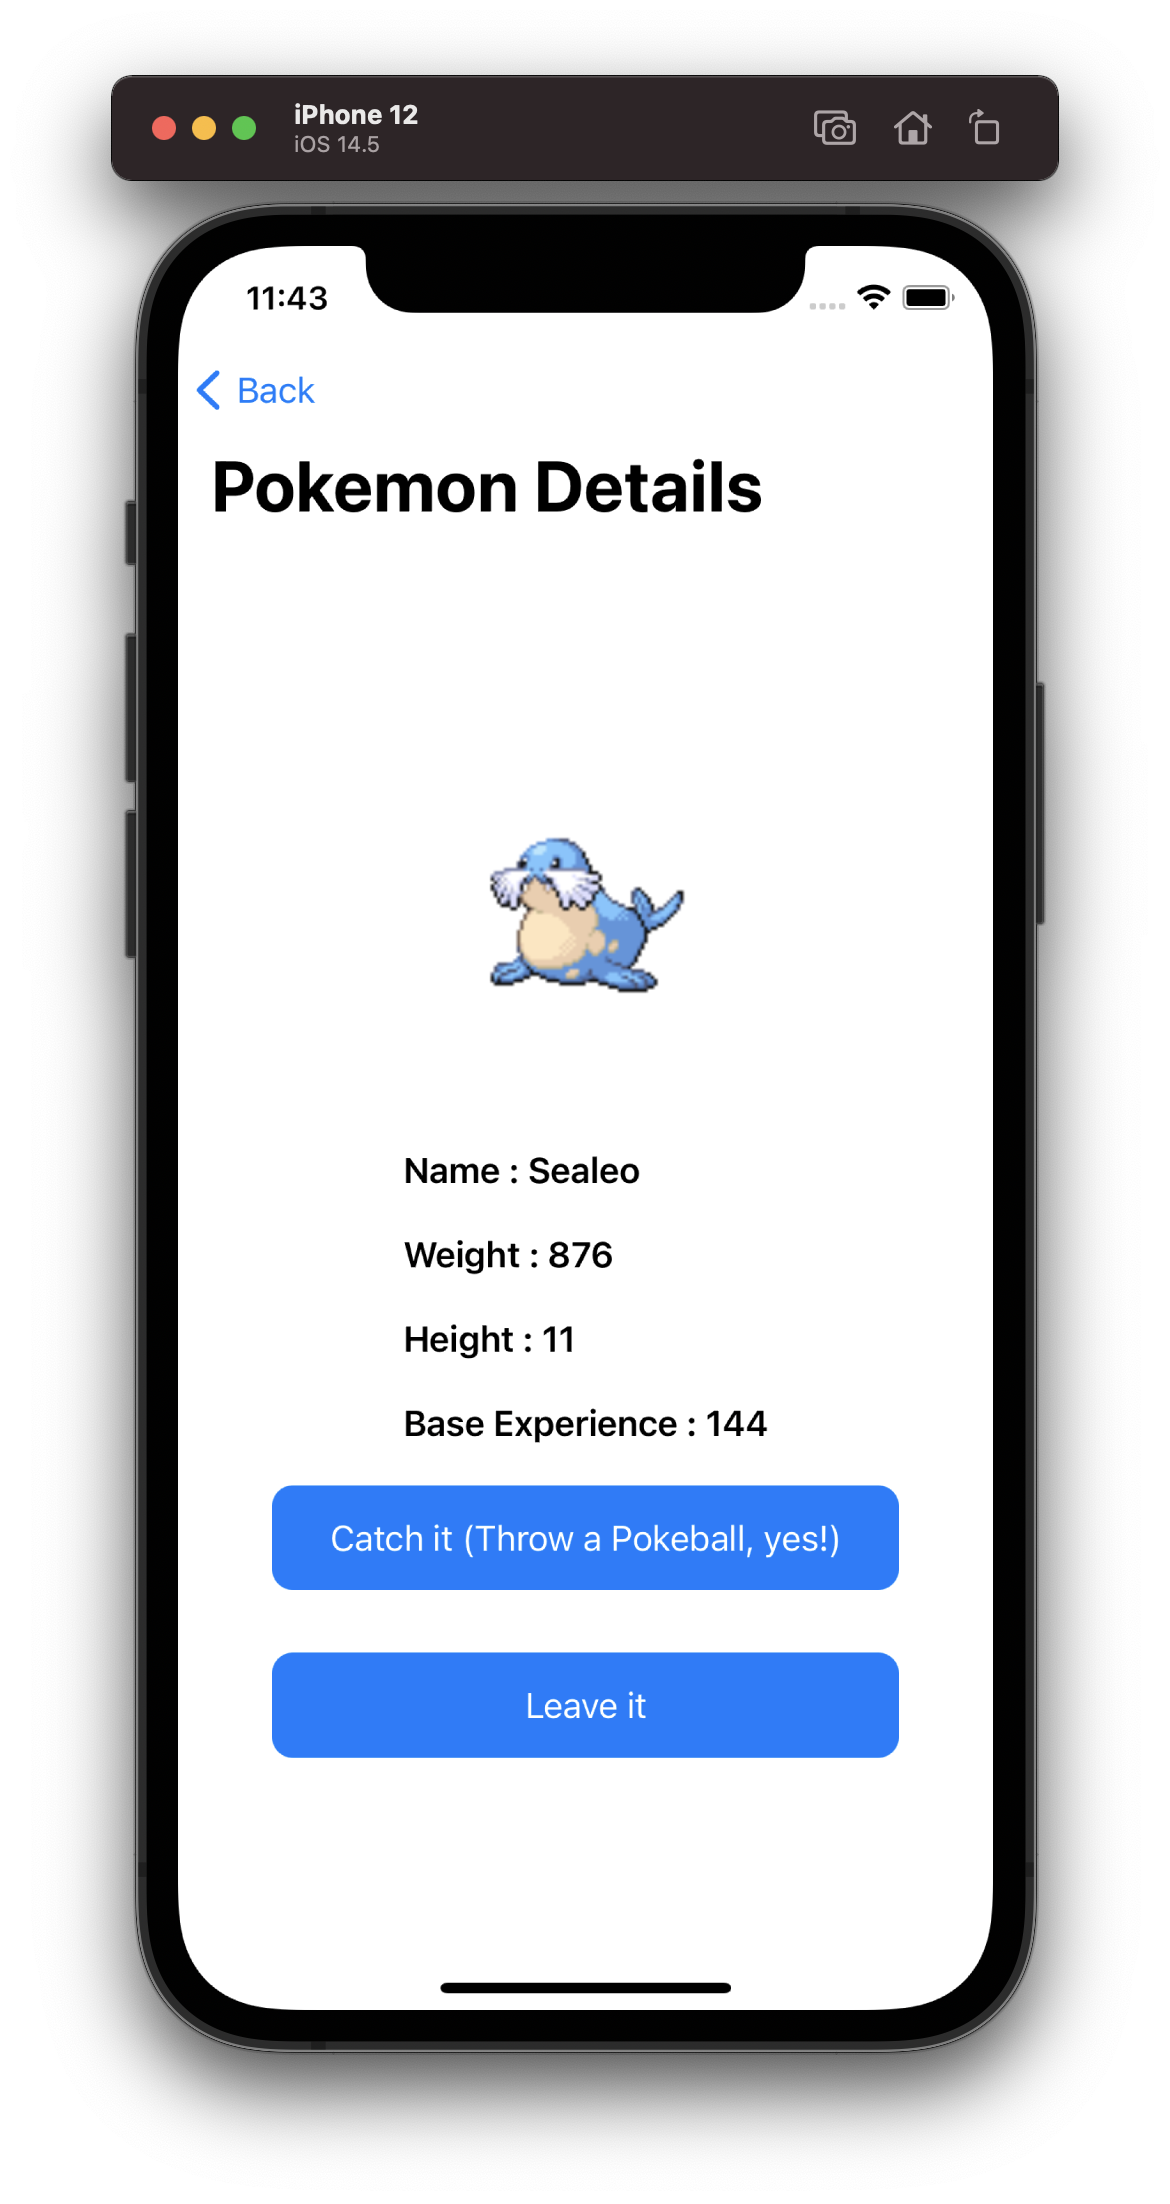 iPhone 12
iOS 14.5
11:43
Back
Pokemon Details
Name : Sealeo
Weight : 876
Height : 11
Base Experience : 144
Catch it (Throw a Pokeball, yes!)
Leave it